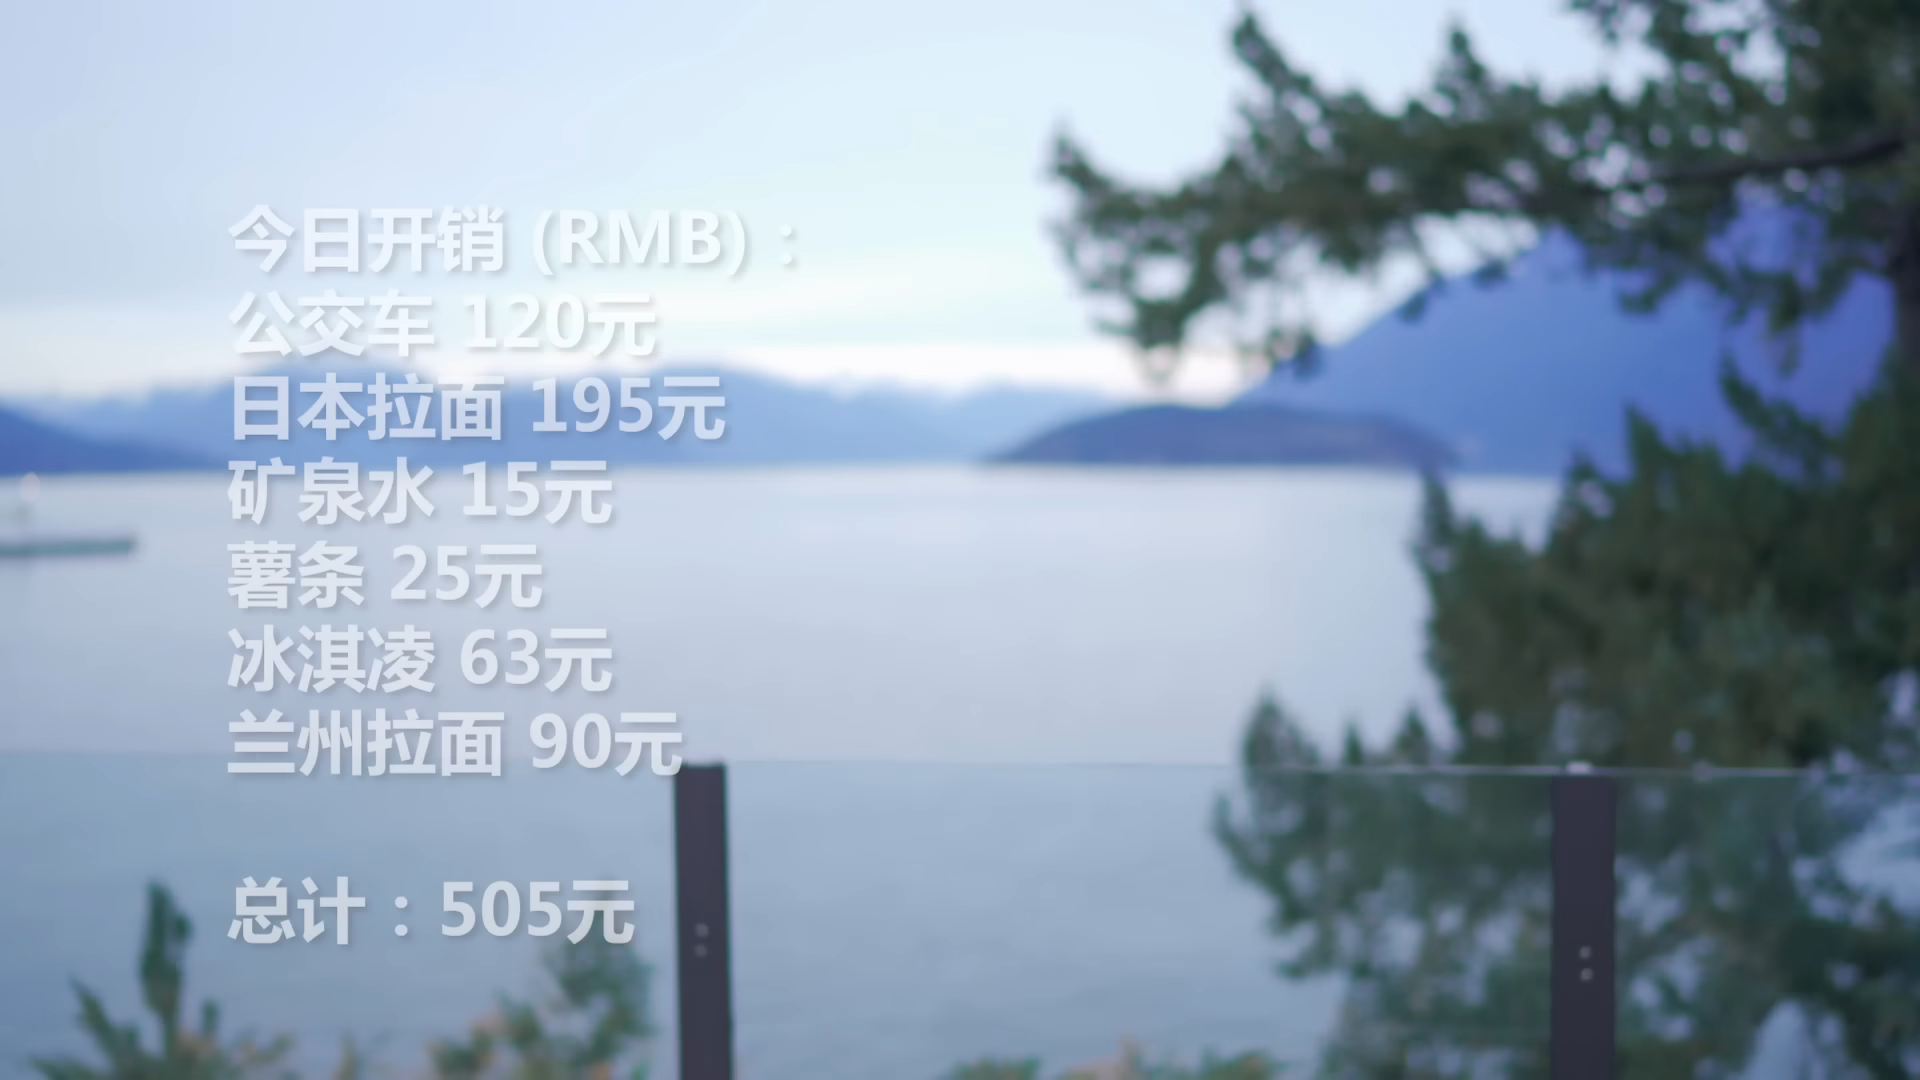 今日开销 (RMB)：
公交车 120元
日本拉面 195元
矿泉水 15元
薯条 25元
冰淇凌 63元
兰州拉面 90元
总计：505元